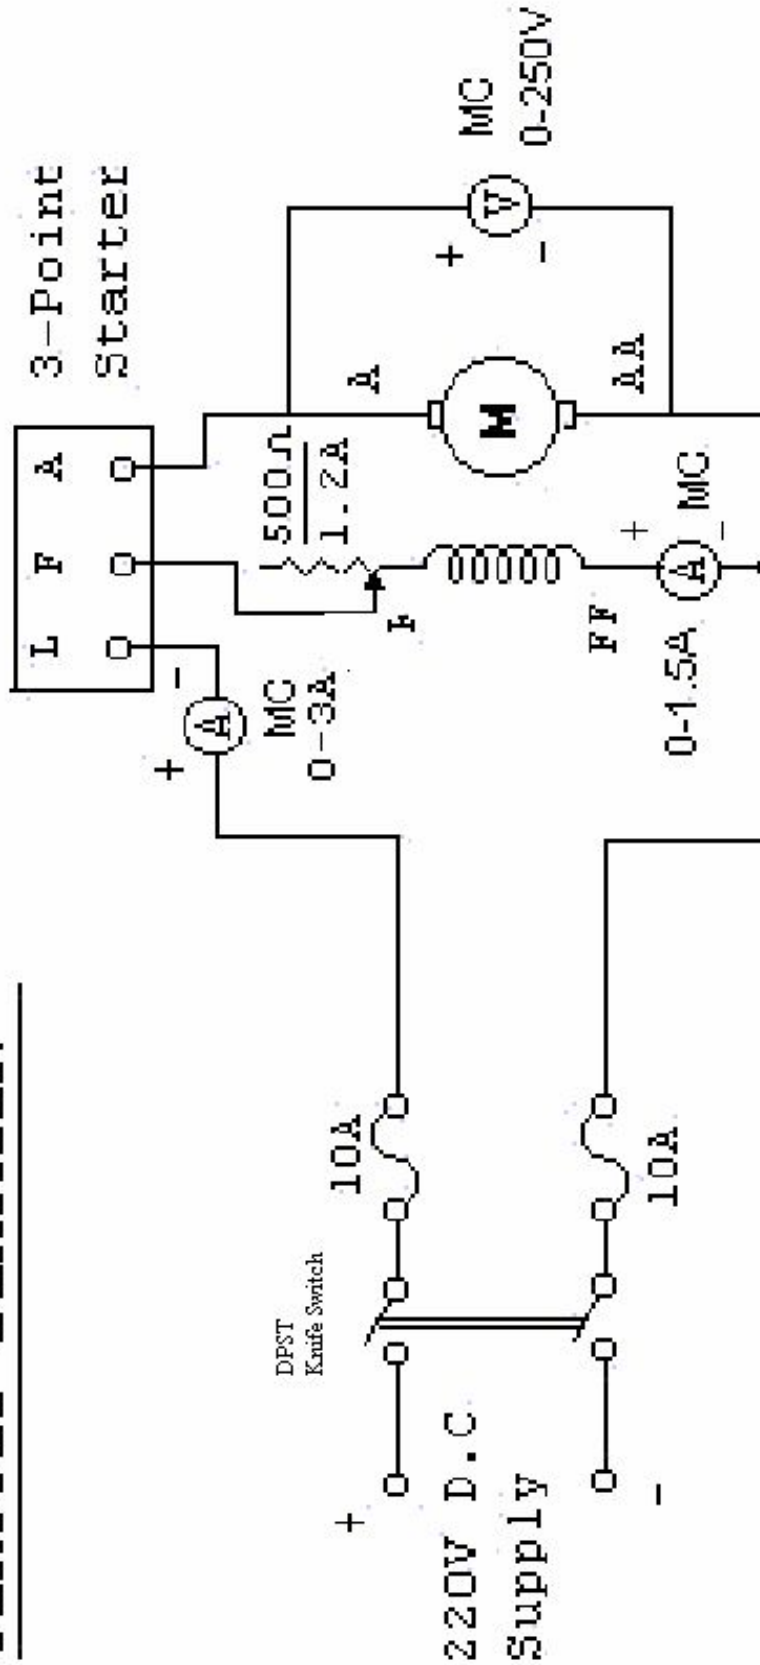 3-Point
Starter
L F A
+
-
A
MC
0-3A
500Ω
1.2A
F
FF
+
-
A
MC
0-1.5A
A
M
AA
+
-
V
MC
0-250V
DPST
Knife Switch
10A
10A
+
220V D.C
Supply
-